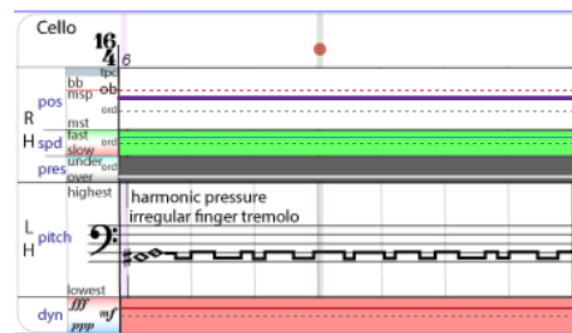 Cello
16
4
6
tpc
bb
ob
msp
pos
ord
R
mst
fast
H
spd
ord
slow
pres
under
ord
over
highest
harmonic pressure
irregular finger tremolo
L
pitch
H
lowest
fff
dyn
mf
ppp